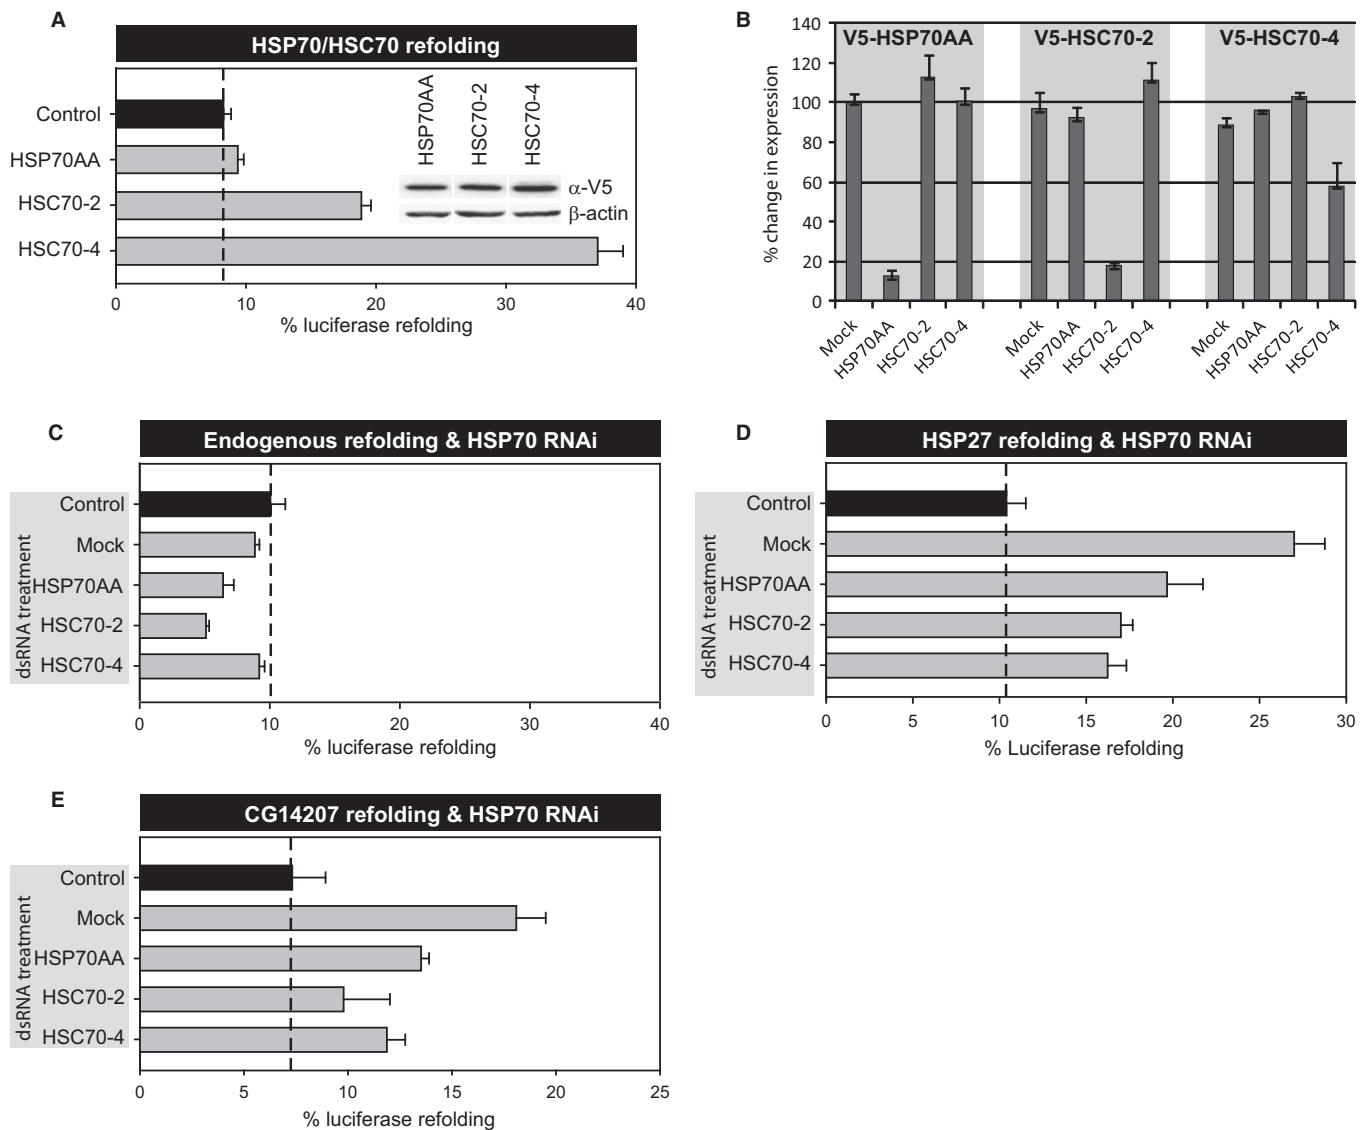 A
HSP70/HSC70 refolding
Control
HSP70AA
HSC70-2
HSC70-4
HSP70AA
HSC70-2
HSC70-4
α-V5
β-actin
0 10 20 30 40
% luciferase refolding
B
% change in expression
140
120
100
80
60
40
20
0
V5-HSP70AA V5-HSC70-2 V5-HSC70-4
Mock HSP70AA HSC70-2 HSC70-4 Mock HSP70AA HSC70-2 HSC70-4 Mock HSP70AA HSC70-2 HSC70-4
C
Endogenous refolding & HSP70 RNAi
dsRNA treatment
Control
Mock
HSP70AA
HSC70-2
HSC70-4
0 10 20 30 40
% luciferase refolding
D
HSP27 refolding & HSP70 RNAi
dsRNA treatment
Control
Mock
HSP70AA
HSC70-2
HSC70-4
0 5 10 15 20 25 30
% Luciferase refolding
E
CG14207 refolding & HSP70 RNAi
dsRNA treatment
Control
Mock
HSP70AA
HSC70-2
HSC70-4
0 5 10 15 20 25
% luciferase refolding